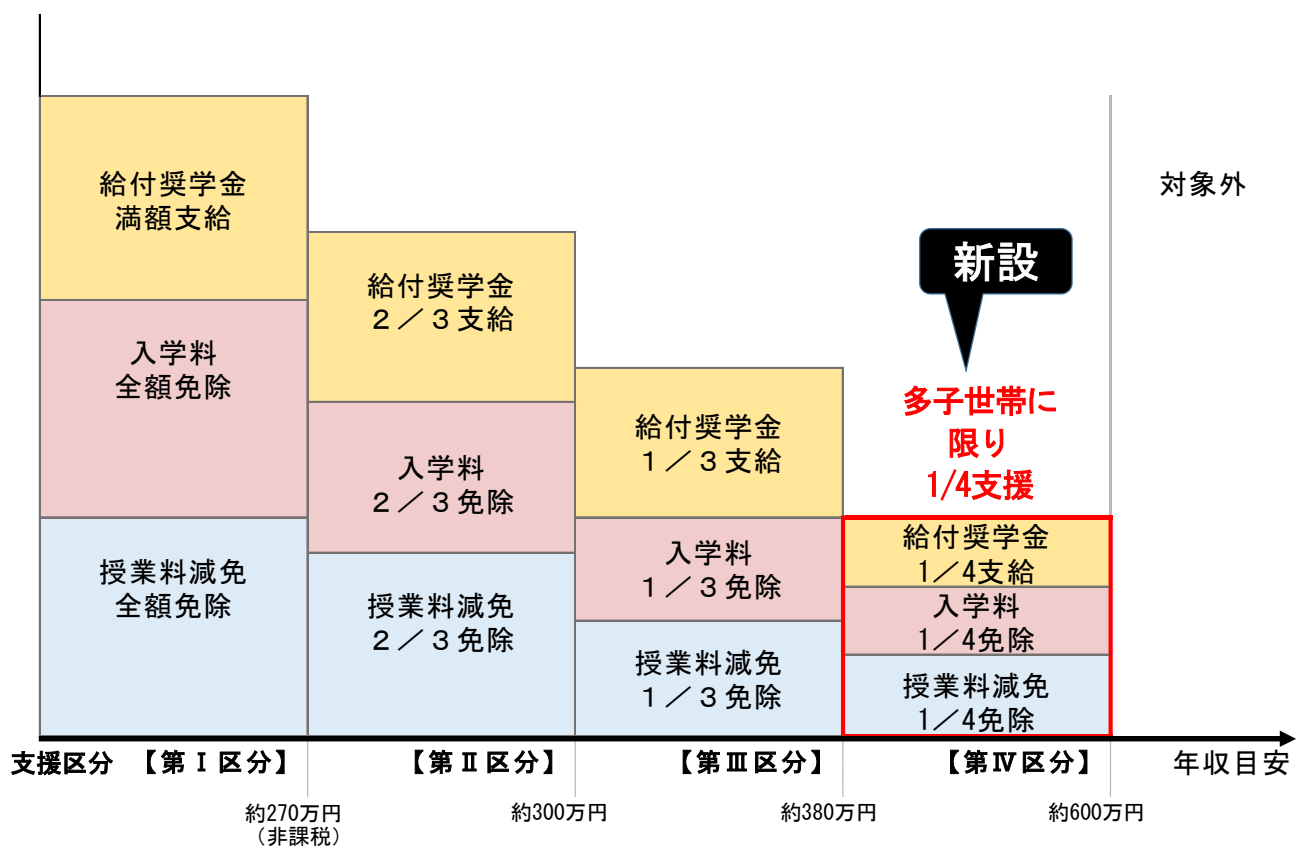 給付奨学金
満額支給
入学料
全額免除
授業料減免
全額免除
給付奨学金
２／３支給
入学料
２／３免除
授業料減免
２／３免除
給付奨学金
１／３支給
入学料
１／３免除
授業料減免
１／３免除
新設
多子世帯に
限り
1/4支援
給付奨学金
1／4支給
入学料
1／4免除
授業料減免
1／4免除
対象外
支援区分
【第Ⅰ区分】
【第Ⅱ区分】
【第Ⅲ区分】
【第Ⅳ区分】
年収目安
約270万円
（非課税）
約300万円
約380万円
約600万円